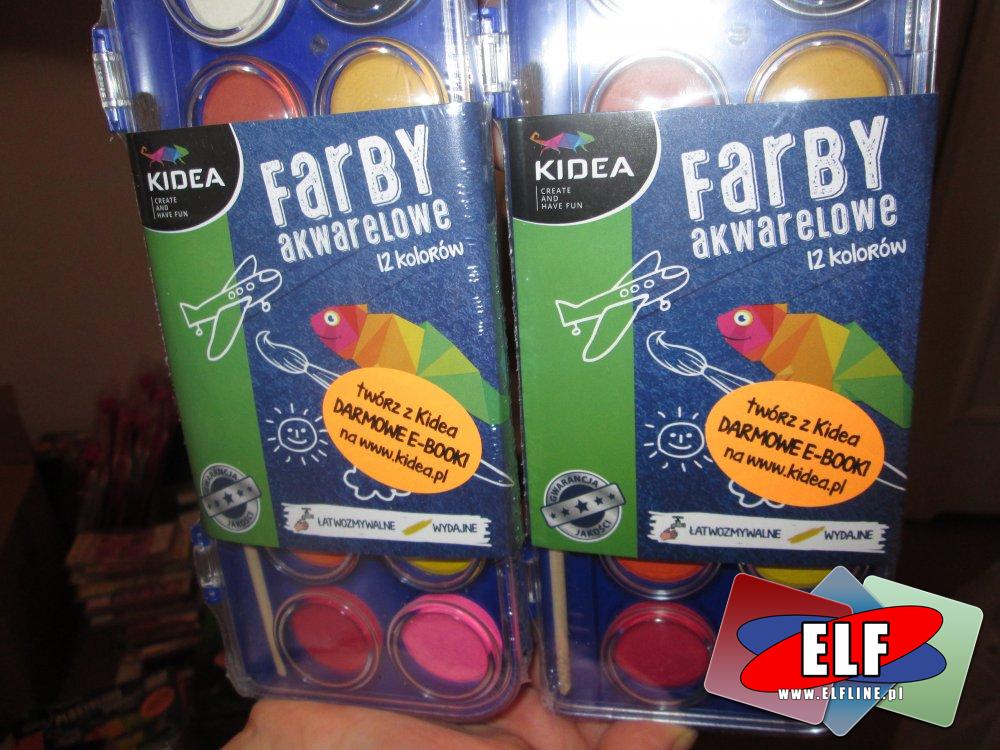 KIDEA
CREATE
AND
HAVE FUN
FarBY
akwareLowe
12 kolorów
twórz z Kidea
DARMOWE E-BOOKI
na www.kidea.pl
GWARANCJA
JAKOŚCI
ŁATWOZMYWALNE
WYDAJNE
KIDEA
CREATE
AND
HAVE FUN
FarBY
akwareLowe
12 kolorów
twórz z Kidea
DARMOWE E-BOOKI
na www.kidea.pl
GWARANCJA
JAKOŚCI
ŁATWOZMYWALNE
WYDAJNE
ELF
www.ELFLINE.pl